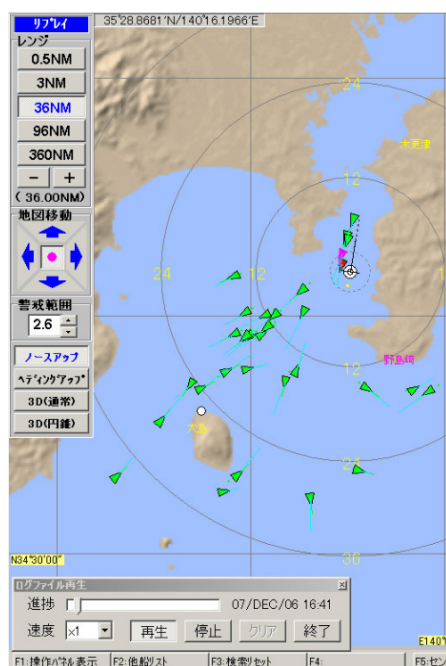 リプレイ
35°28.8681'N/140°16.1966'E
レンジ
0.5NM
3NM
36NM
96NM
360NM
－ ＋
( 36.00NM)
地図移動
警戒範囲
2.6
ノースアップ
ヘディングアップ
3D(通常)
3D(円錐)
24
木更津
12
24
12
野島崎
12
大島
24
36
N34°30'00"
E140°
ログファイル再生
進捗 07/DEC/06 16:41
速度 x1 再生 停止 クリア 終了
F1:操作パネル表示 F2:他船リスト F3:検索リセット F4: F5:セン